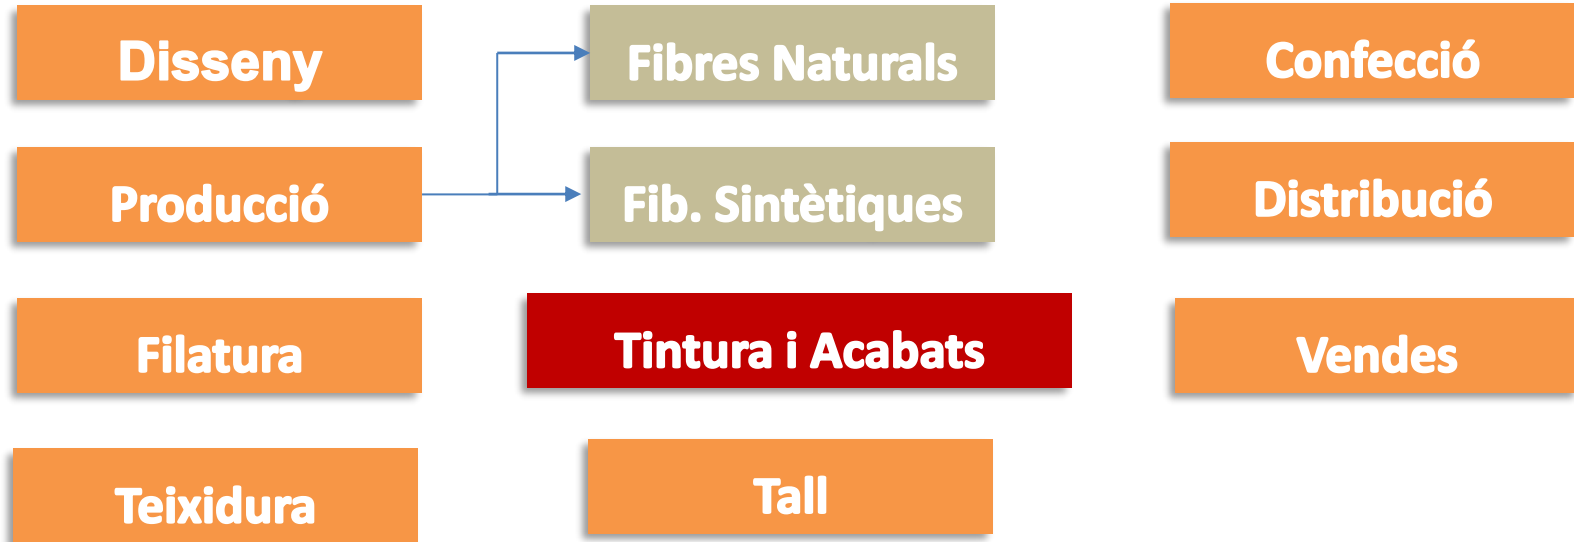 Disseny
Producció
Filatura
Teixidura
Fibres Naturals
Fib. Sintètiques
Tintura i Acabats
Tall
Confecció
Distribució
Vendes